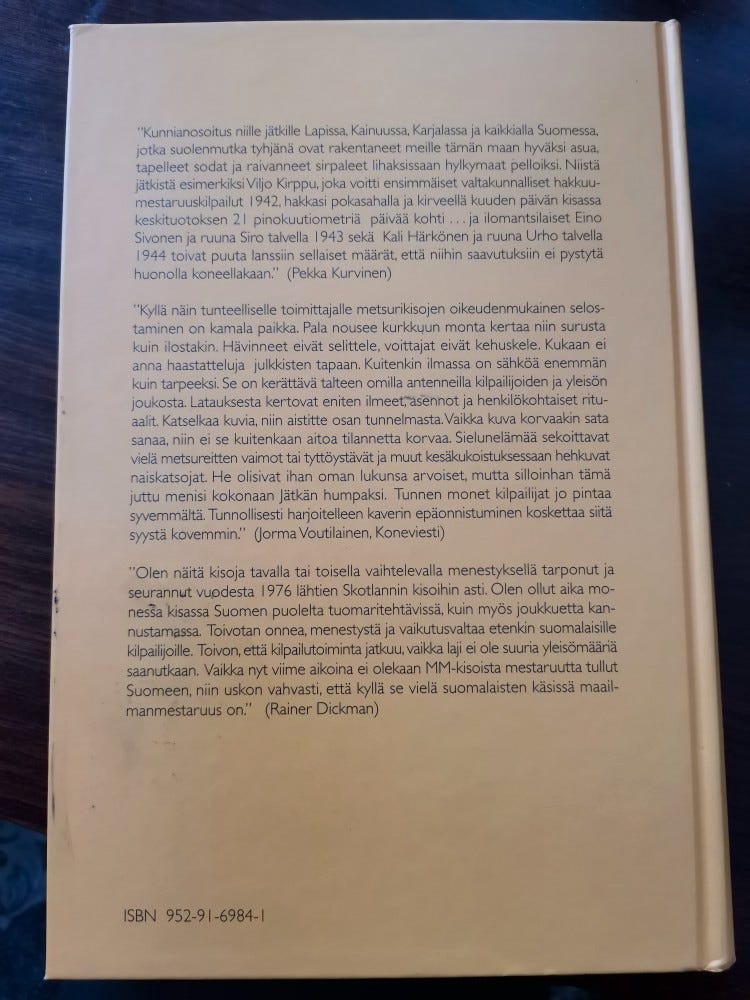 "Kunnianosoitus niille jätkille Lapissa, Kainuussa, Karjalassa ja kaikkialla Suomessa,
jotka suolenmutka tyhjänä ovat rakentaneet meille tämän maan hyväksi asua,
tapelleet sodat ja raivanneet sirpaleet lihaksissaan hylkymaat pelloiksi. Niistä
jätkistä esimerkiksi Viljo Kirppu, joka voitti ensimmäiset valtakunnalliset hakkuu-
mestaruuskilpailut 1942, hakkasi pokasahalla ja kirveellä kuuden päivän kisassa
keskituotoksen 21 pinokuutiometriä päivää kohti . . . ja ilomantsilaiset Eino
Sivonen ja ruuna Siro talvella 1943 sekä Kali Härkönen ja ruuna Urho talvella
1944 toivat puuta lanssiin sellaiset määrät, että niihin saavutuksiin ei pystytä
huonolla koneellakaan." (Pekka Kurvinen)
"Kyllä näin tunteelliselle toimittajalle metsurikisojen oikeudenmukainen selos-
taminen on kamala paikka. Pala nousee kurkkuun monta kertaa niin surusta
kuin ilostakin. Hävinneet eivät selittele, voittajat eivät kehuskele. Kukaan ei
anna haastatteluja julkkisten tapaan. Kuitenkin ilmassa on sähköä enemmän
kuin tarpeeksi. Se on kerättävä talteen omilla antenneilla kilpailijoiden ja yleisön
joukosta. Latauksesta kertovat eniten ilmeet, asennot ja henkilökohtaiset ritu-
aalit. Katselkaa kuvia, niin aistitte osan tunnelmasta. Vaikka kuva korvaakin sata
sanaa, niin ei se kuitenkaan aitoa tilannetta korvaa. Sielunelämää sekoittavat
vielä metsureitten vaimot tai tyttöystävät ja muut kesäkukoistuksessaan hehkuvat
naiskatsojat. He olisivat ihan oman lukunsa arvoiset, mutta silloinhan tämä
juttu menisi kokonaan Jätkän humpaksi. Tunnen monet kilpailijat jo pintaa
syvemmältä. Tunnollisesti harjoitelleen kaverin epäonnistuminen koskettaa siitä
syystä kovemmin." (Jorma Voutilainen, Koneviesti)
"Olen näitä kisoja tavalla tai toisella vaihtelevalla menestyksellä tarponut ja
seurannut vuodesta 1976 lähtien Skotlannin kisoihin asti. Olen ollut aika mo-
nessa kisassa Suomen puolelta tuomaritehtävissä, kuin myös joukkuetta kan-
nustamassa. Toivotan onnea, menestystä ja vaikutusvaltaa etenkin suomalaisille
kilpailijoille. Toivon, että kilpailutoiminta jatkuu, vaikka laji ei ole suuria yleisömääriä
saanutkaan. Vaikka nyt viime aikoina ei olekaan MM-kisoista mestaruutta tullut
Suomeen, niin uskon vahvasti, että kyllä se vielä suomalaisten käsissä maail-
manmestaruus on." (Rainer Dickman)
ISBN 952-91-6984-1